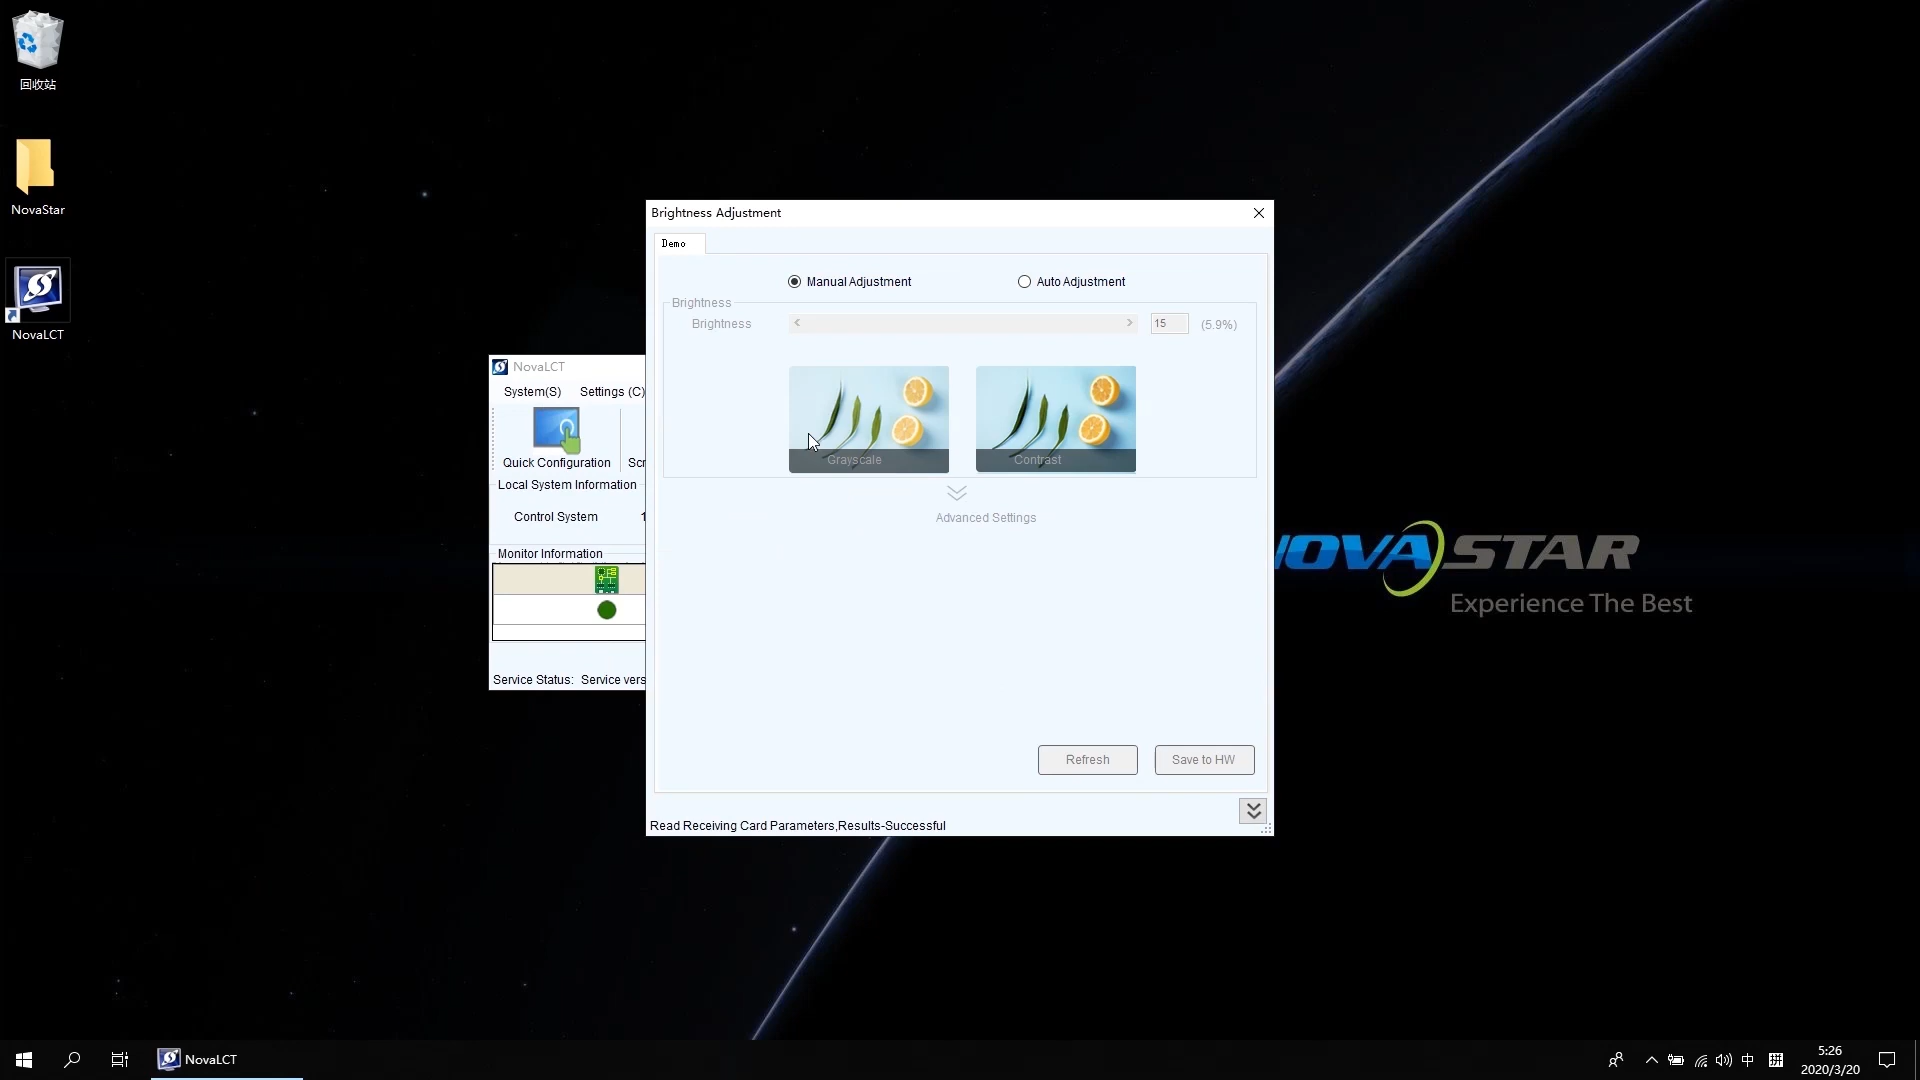 回收站
NovaStar
NovaLCT
Brightness Adjustment
Demo
Manual Adjustment
Auto Adjustment
Brightness
Brightness
15
(5.9%)
Grayscale
Contrast
Advanced Settings
Refresh
Save to HW
Read Receiving Card Parameters,Results-Successful
NovaLCT
System(S)
Settings (C)
Quick Configuration
Scr
Local System Information
Control System
1
Monitor Information
Service Status: Service vers
NOVASTAR
Experience The Best
NovaLCT
中
拼
5:26
2020/3/20